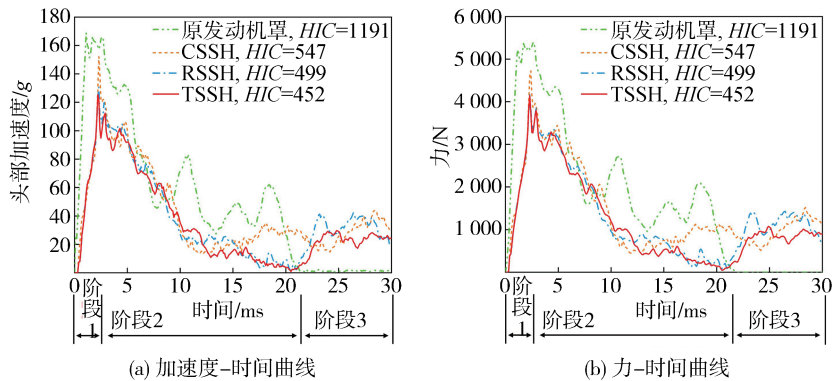 180
160
140
120
100
80
60
40
20
头部加速度/g
原发动机罩, HIC=1191
CSSH, HIC=547
RSSH, HIC=499
TSSH, HIC=452
0 5 10 15 20 25 30
时间/ms
阶段1
阶段2
阶段3
(a) 加速度-时间曲线
6 000
5 000
4 000
3 000
2 000
1 000
力/N
原发动机罩, HIC=1191
CSSH, HIC=547
RSSH, HIC=499
TSSH, HIC=452
0 5 10 15 20 25 30
时间/ms
阶段1
阶段2
阶段3
(b) 力-时间曲线